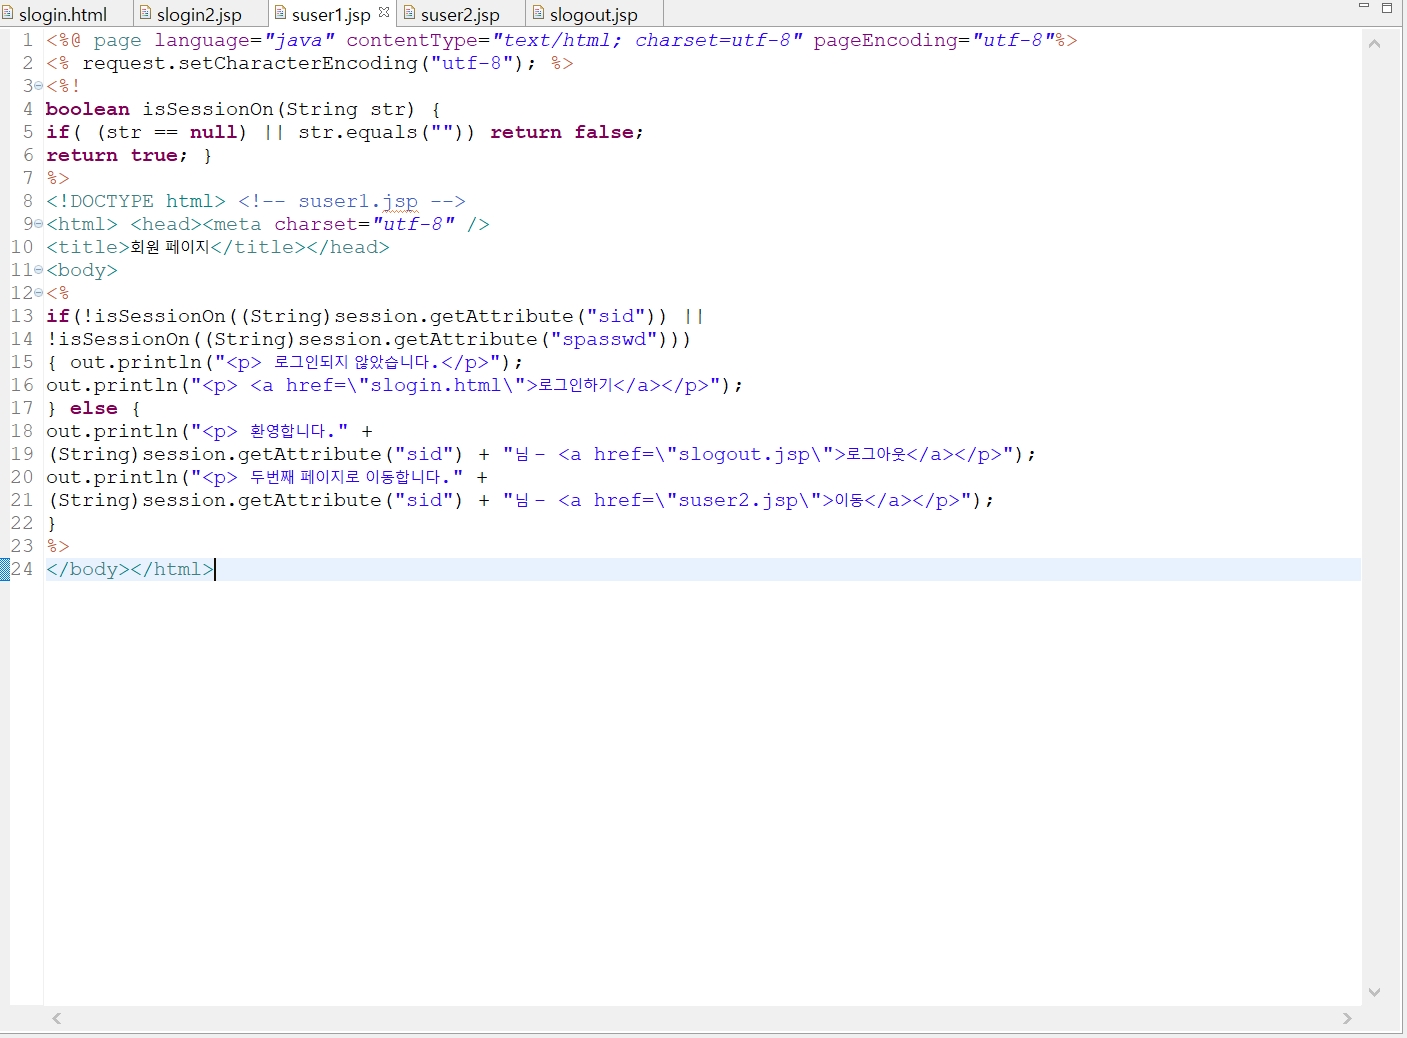 slogin.html slogin2.jsp suser1.jsp suser2.jsp slogout.jsp
1 <%@ page language="java" contentType="text/html; charset=utf-8" pageEncoding="utf-8"%>
2 <% request.setCharacterEncoding("utf-8"); %>
3 <%!
4 boolean isSessionOn(String str) {
5 if( (str == null) || str.equals("")) return false;
6 return true; }
7 %>
8 <!DOCTYPE html> <!-- suser1.jsp -->
9 <html> <head><meta charset="utf-8" />
10 <title>회원 페이지</title></head>
11 <body>
12 <%
13 if(!isSessionOn((String)session.getAttribute("sid")) ||
14 !isSessionOn((String)session.getAttribute("spasswd")))
15 { out.println("<p> 로그인되지 않았습니다.</p>");
16 out.println("<p> <a href=\"slogin.html\">로그인하기</a></p>");
17 } else {
18 out.println("<p> 환영합니다." +
19 (String)session.getAttribute("sid") + "님 - <a href=\"slogout.jsp\">로그아웃</a></p>");
20 out.println("<p> 두번째 페이지로 이동합니다." +
21 (String)session.getAttribute("sid") + "님 - <a href=\"suser2.jsp\">이동</a></p>");
22 }
23 %>
24 </body></html>